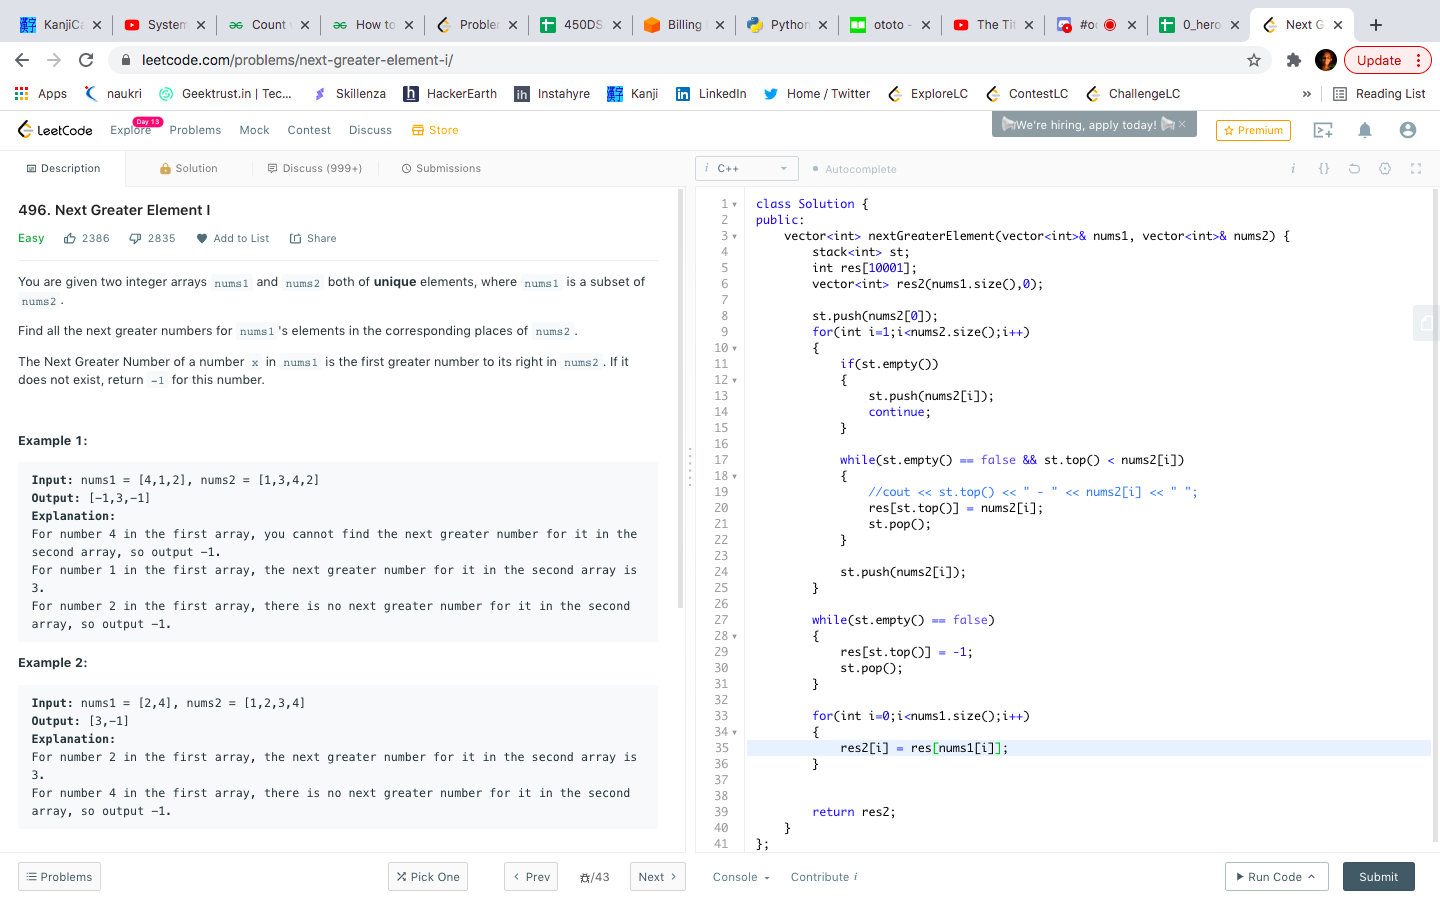 KanjiCa
System
Count
How to
Probler
450DS
Billing
Python
ototo -
The Tit
#o
0_hero
Next G
leetcode.com/problems/next-greater-element-i/
Update
Apps
naukri
Geektrust.in | Tec...
Skillenza
HackerEarth
Instahyre
Kanji
LinkedIn
Home / Twitter
ExploreLC
ContestLC
ChallengeLC
»
Reading List
LeetCode
Explore
Day 13
Problems
Mock
Contest
Discuss
Store
We're hiring, apply today!
Premium
Description
Solution
Discuss (999+)
Submissions
i C++
Autocomplete
496. Next Greater Element I
Easy 2386 2835 Add to List Share
You are given two integer arrays nums1 and nums2 both of unique elements, where nums1 is a subset of
nums2 .
Find all the next greater numbers for nums1 's elements in the corresponding places of nums2 .
The Next Greater Number of a number x in nums1 is the first greater number to its right in nums2 . If it
does not exist, return -1 for this number.
Example 1:
Input: nums1 = [4,1,2], nums2 = [1,3,4,2]
Output: [-1,3,-1]
Explanation:
For number 4 in the first array, you cannot find the next greater number for it in the
second array, so output -1.
For number 1 in the first array, the next greater number for it in the second array is
3.
For number 2 in the first array, there is no next greater number for it in the second
array, so output -1.
Example 2:
Input: nums1 = [2,4], nums2 = [1,2,3,4]
Output: [3,-1]
Explanation:
For number 2 in the first array, the next greater number for it in the second array is
3.
For number 4 in the first array, there is no next greater number for it in the second
array, so output -1.
1 class Solution {
2 public:
3 vector<int> nextGreaterElement(vector<int>& nums1, vector<int>& nums2) {
4 stack<int> st;
5 int res[10001];
6 vector<int> res2(nums1.size(),0);
7
8 st.push(nums2[0]);
9 for(int i=1;i<nums2.size();i++)
10 {
11 if(st.empty())
12 {
13 st.push(nums2[i]);
14 continue;
15 }
16
17 while(st.empty() == false && st.top() < nums2[i])
18 {
19 //cout << st.top() << " - " << nums2[i] << " ";
20 res[st.top()] = nums2[i];
21 st.pop();
22 }
23
24 st.push(nums2[i]);
25 }
26
27 while(st.empty() == false)
28 {
29 res[st.top()] = -1;
30 st.pop();
31 }
32
33 for(int i=0;i<nums1.size();i++)
34 {
35 res2[i] = res[nums1[i]];
36 }
37
38
39 return res2;
40 }
41 };
Problems
Pick One
Prev
/43
Next
Console
Contribute i
Run Code
Submit